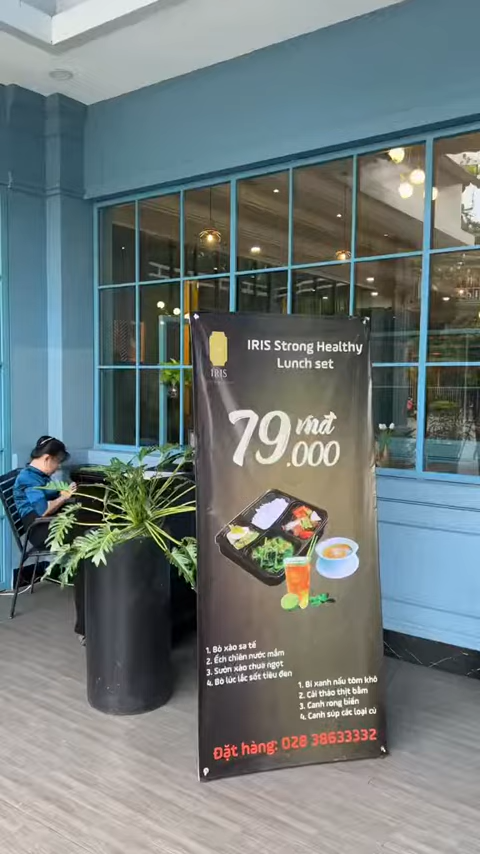 IRIS
IRIS Strong Healthy
Lunch set
79.000 vnđ
1. Bò xào sa tế
2. Ếch chiên nước mắm
3. Sườn xào chua ngọt
4. Bò lúc lắc sốt tiêu đen
1. Bí xanh nấu tôm khô
2. Cải thảo thịt bằm
3. Canh rong biển
4. Canh súp các loại củ
Đặt hàng: 028 38633332